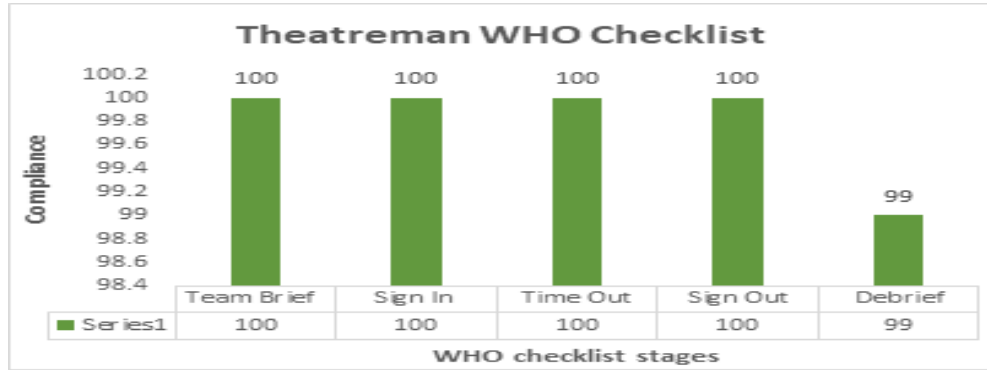 Theatreman WHO Checklist
Compliance
100.2
100
99.8
99.6
99.4
99.2
99
98.8
98.6
98.4
100 100 100 100 99
Team Brief Sign In Time Out Sign Out Debrief
Series1 100 100 100 100 99
WHO checklist stages